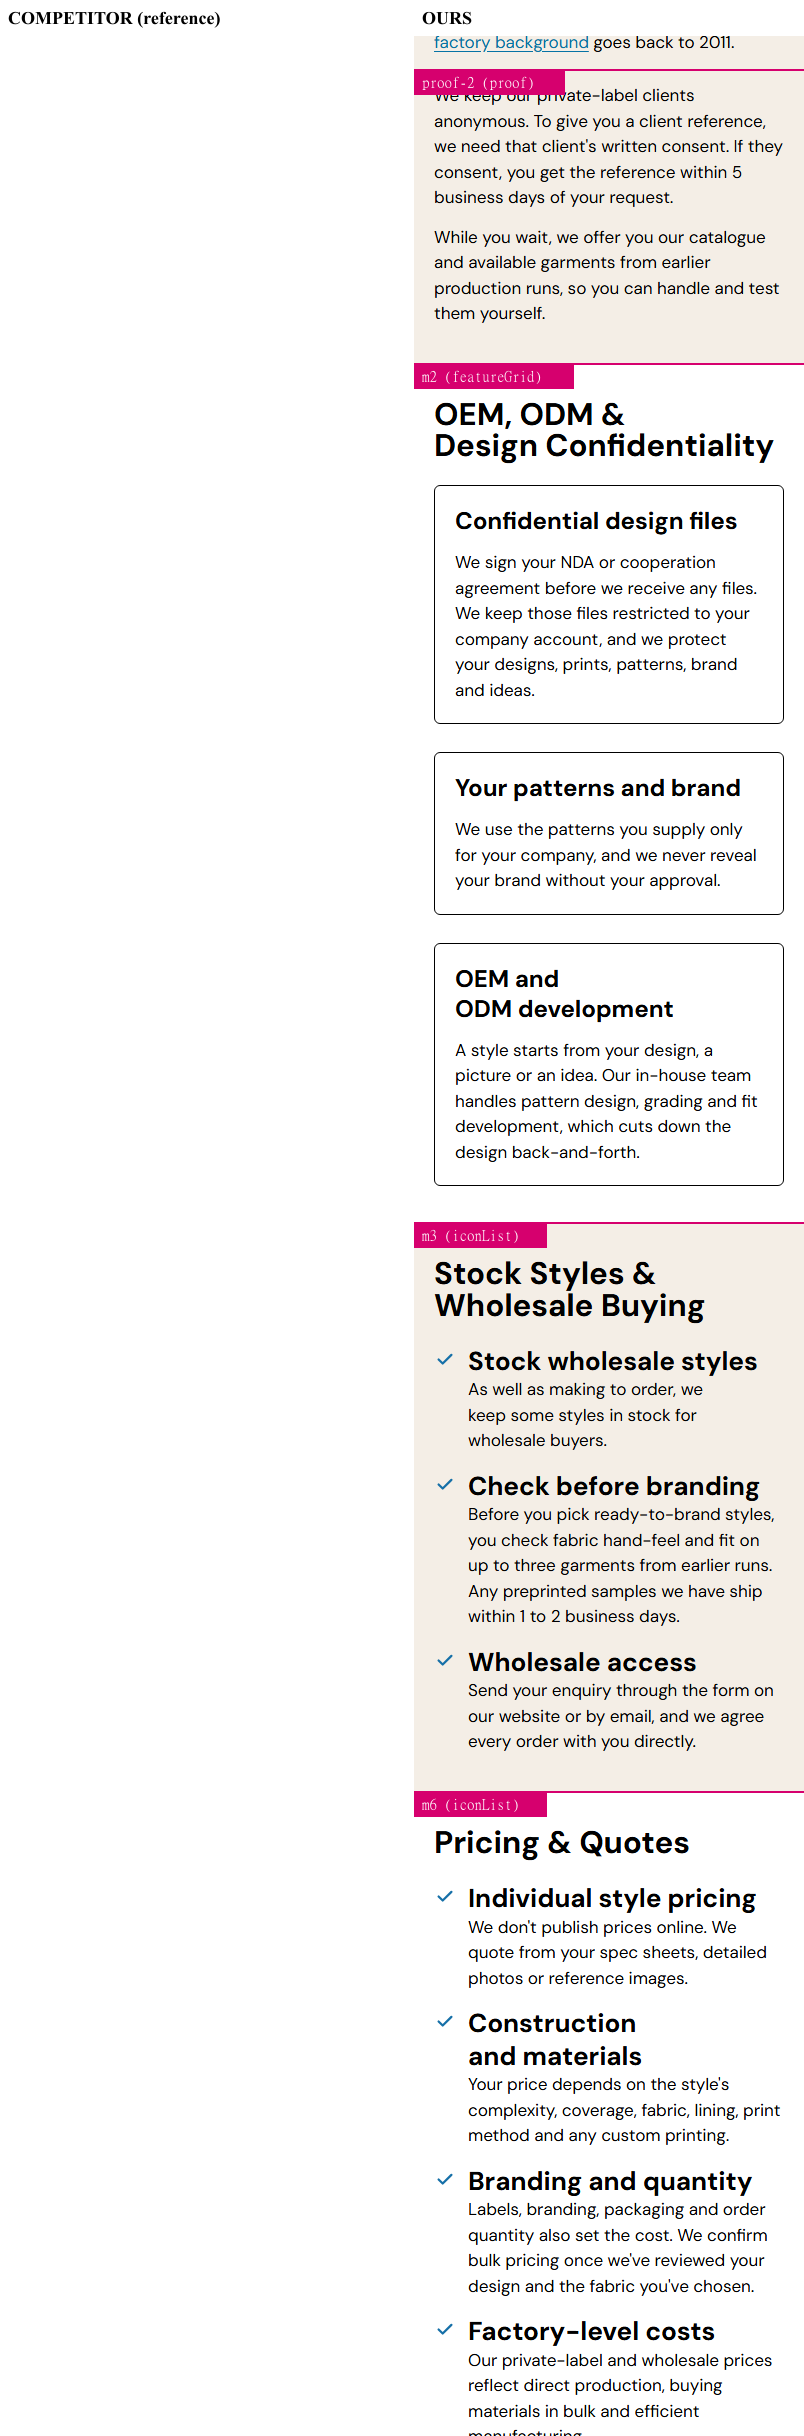 COMPETITOR (reference)
OURS
factory background goes back to 2011.
proof-2 (proof)
We keep our private-label clients
anonymous. To give you a client reference,
we need that client's written consent. If they
consent, you get the reference within 5
business days of your request.
While you wait, we offer you our catalogue
and available garments from earlier
production runs, so you can handle and test
them yourself.
m2 (featureGrid)
OEM, ODM &
Design Confidentiality
Confidential design files
We sign your NDA or cooperation
agreement before we receive any files.
We keep those files restricted to your
company account, and we protect
your designs, prints, patterns, brand
and ideas.
Your patterns and brand
We use the patterns you supply only
for your company, and we never reveal
your brand without your approval.
OEM and
ODM development
A style starts from your design, a
picture or an idea. Our in-house team
handles pattern design, grading and fit
development, which cuts down the
design back-and-forth.
m3 (iconList)
Stock Styles &
Wholesale Buying
Stock wholesale styles
As well as making to order, we
keep some styles in stock for
wholesale buyers.
Check before branding
Before you pick ready-to-brand styles,
you check fabric hand-feel and fit on
up to three garments from earlier runs.
Any preprinted samples we have ship
within 1 to 2 business days.
Wholesale access
Send your enquiry through the form on
our website or by email, and we agree
every order with you directly.
m6 (iconList)
Pricing & Quotes
Individual style pricing
We don't publish prices online. We
quote from your spec sheets, detailed
photos or reference images.
Construction
and materials
Your price depends on the style's
complexity, coverage, fabric, lining, print
method and any custom printing.
Branding and quantity
Labels, branding, packaging and order
quantity also set the cost. We confirm
bulk pricing once we've reviewed your
design and the fabric you've chosen.
Factory-level costs
Our private-label and wholesale prices
reflect direct production, buying
materials in bulk and efficient
manufacturing.